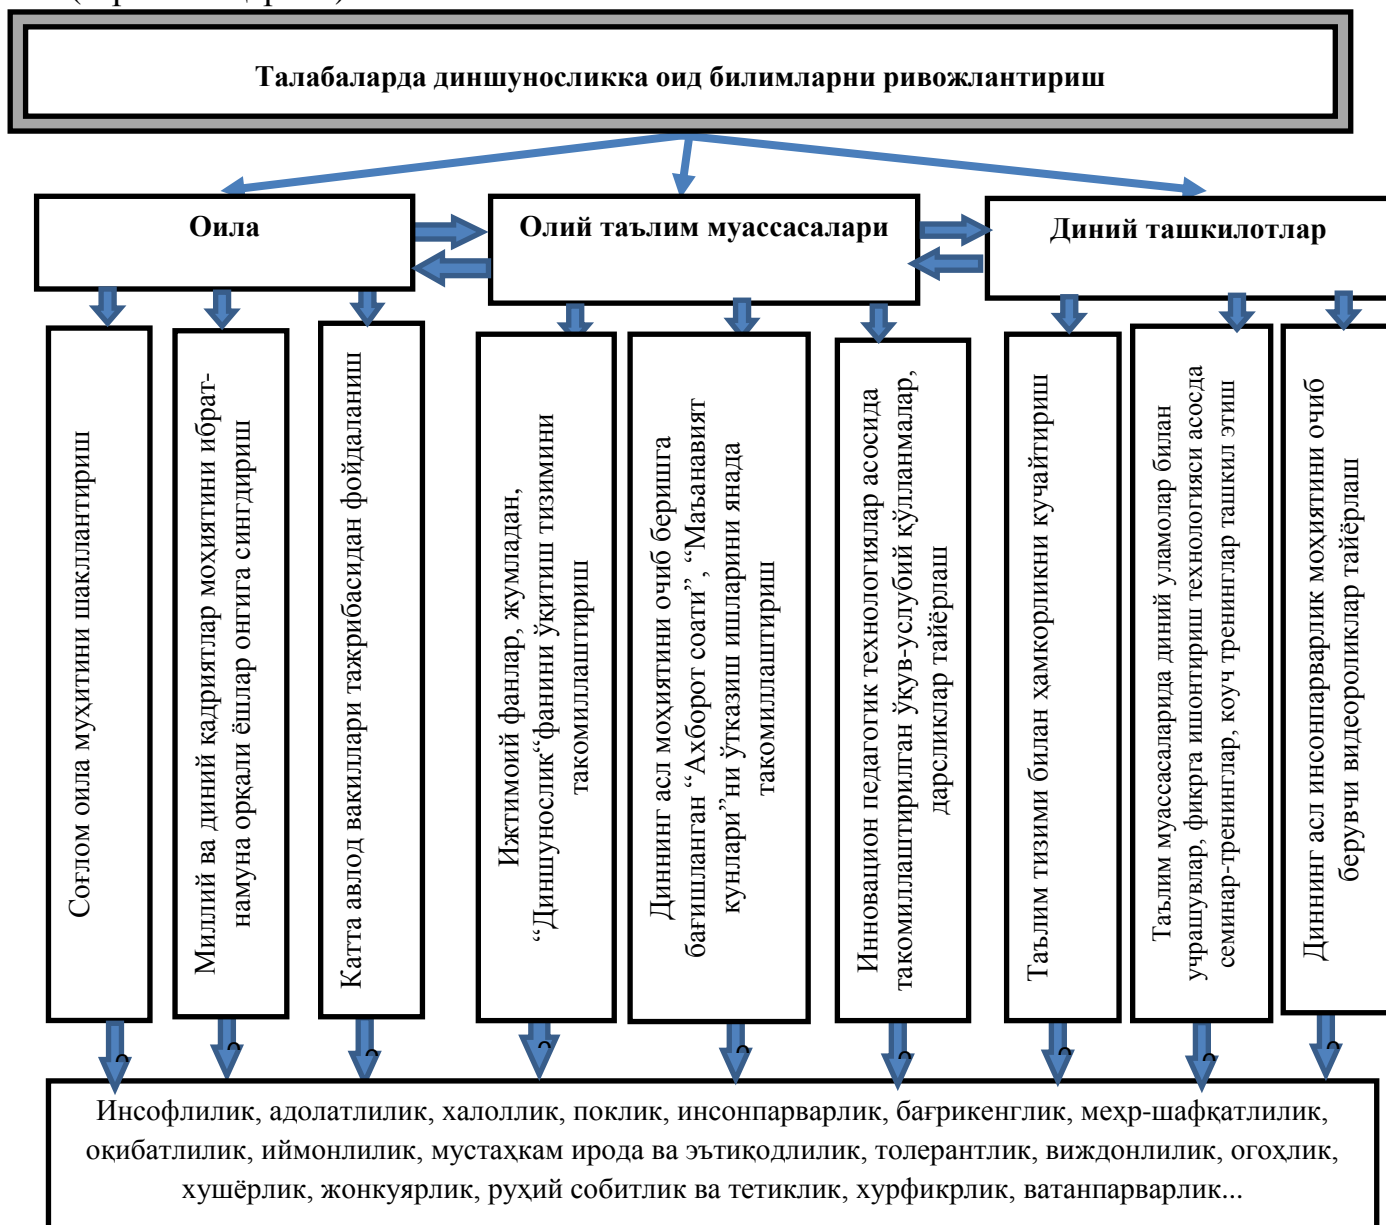 Талабаларда диншуносликка оид билимларни ривожлантириш
Оила
Олий таълим муассасалари
Диний ташкилотлар
Соғлом оила муҳитини шакллантириш
Миллий ва диний қадриятлар моҳиятини ибрат-
намуна орқали ёшлар онгига сингдириш
Катта авлод вакиллари тажрибасидан фойдаланиш
Ижтимоий фанлар, жумладан,
“Диншунослик“фанини ўқитиш тизимини
такомиллаштириш
Диннинг асл моҳиятини очиб беришга
бағишланган “Ахборот соати”, “Маънавият
кунлари”ни ўтказиш ишларини янада
такомиллаштириш
Инновацион педагогик технологиялар асосида
такомиллаштирилган ўқув-услубий қўлланмалар,
дарсликлар тайёрлаш
Таълим тизими билан ҳамкорликни кучайтириш
Таълим муассасаларида диний уламолар билан
учрашувлар, фикрга ишонтириш технологияси асосда
семинар-тренинглар, коуч тренинглар ташкил этиш
Диннинг асл инсонпарварлик моҳиятини очиб
берувчи видеороликлар тайёрлаш
Инсофлилик, адолатлилик, халоллик, поклик, инсонпарварлик, бағрикенглик, меҳр-шафқатлилик,
оқибатлилик, иймонлилик, мустаҳкам ирода ва эътиқодлилик, толерантлик, виждонлилик, огоҳлик,
хушёрлик, жонкуярлик, руҳий собитлик ва тетиклик, хурфикрлик, ватанпарварлик...